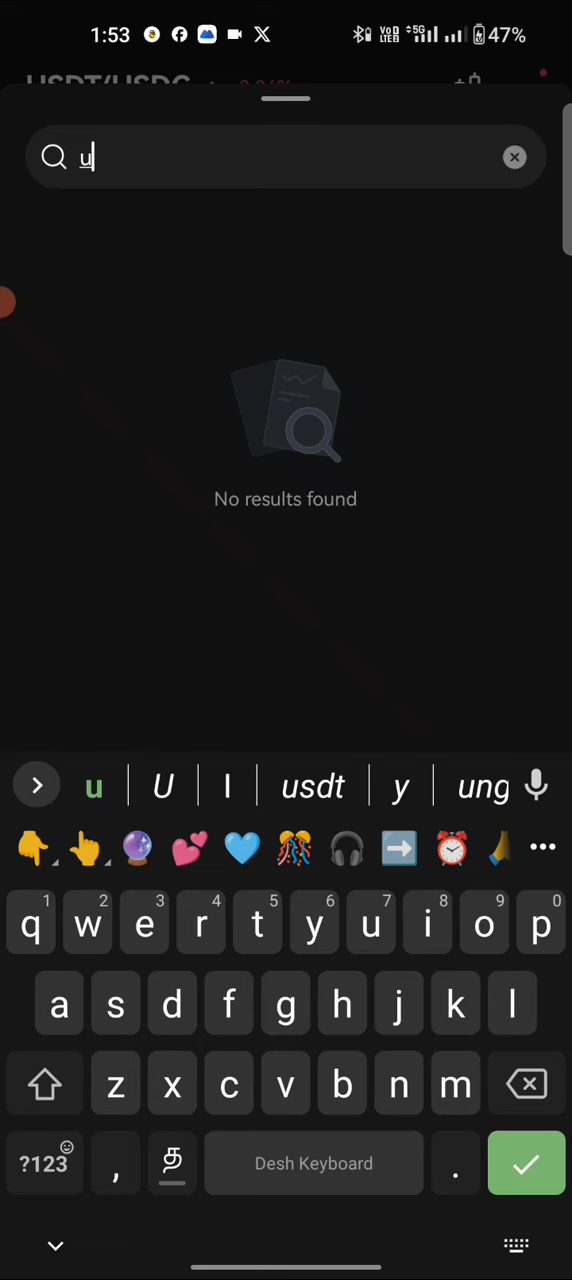 1:53 47%
USDT/USDC
u
No results found
u U I usdt y ung
1 2 3 4 5 6 7 8 9 0
q w e r t y u i o p
a s d f g h j k l
z x c v b n m
?123 , த Desh Keyboard .